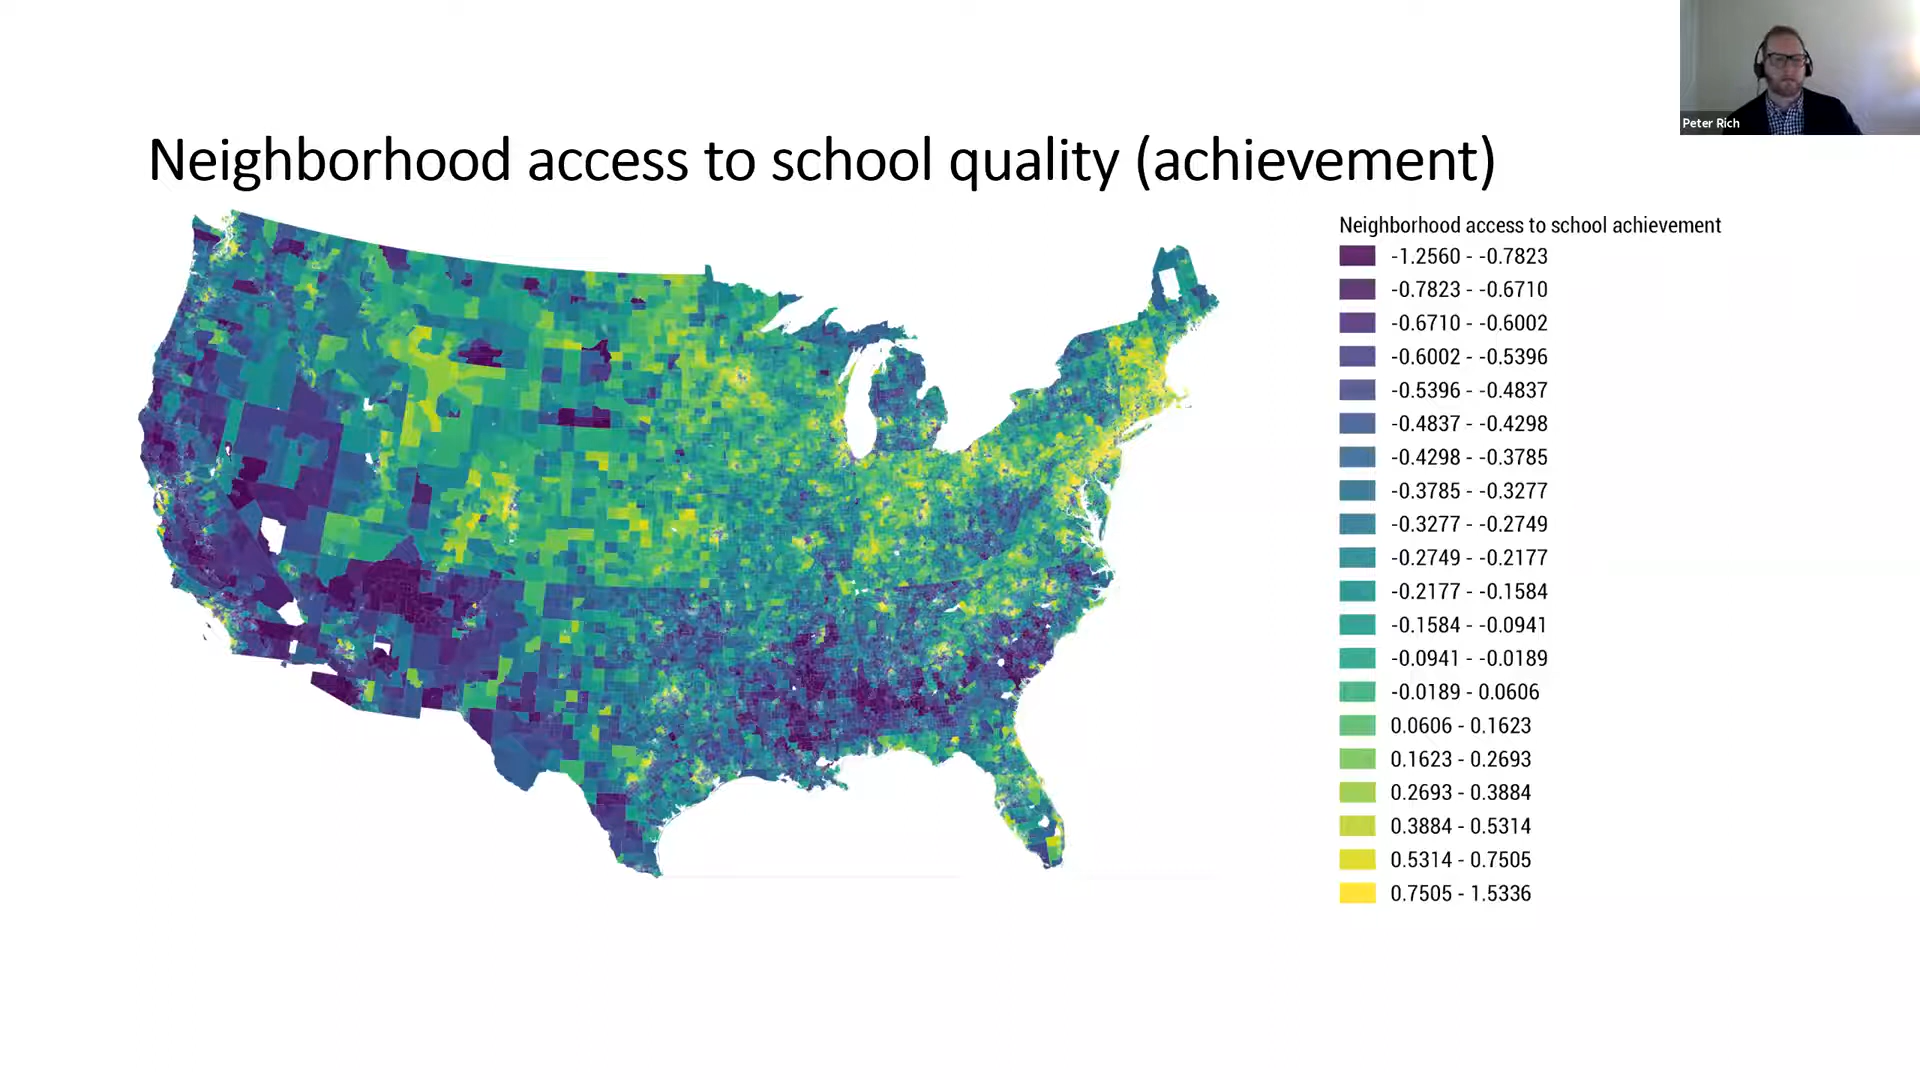 Peter Rich
Neighborhood access to school quality (achievement)
Neighborhood access to school achievement
-1.2560 - -0.7823
-0.7823 - -0.6710
-0.6710 - -0.6002
-0.6002 - -0.5396
-0.5396 - -0.4837
-0.4837 - -0.4298
-0.4298 - -0.3785
-0.3785 - -0.3277
-0.3277 - -0.2749
-0.2749 - -0.2177
-0.2177 - -0.1584
-0.1584 - -0.0941
-0.0941 - -0.0189
-0.0189 - 0.0606
0.0606 - 0.1623
0.1623 - 0.2693
0.2693 - 0.3884
0.3884 - 0.5314
0.5314 - 0.7505
0.7505 - 1.5336